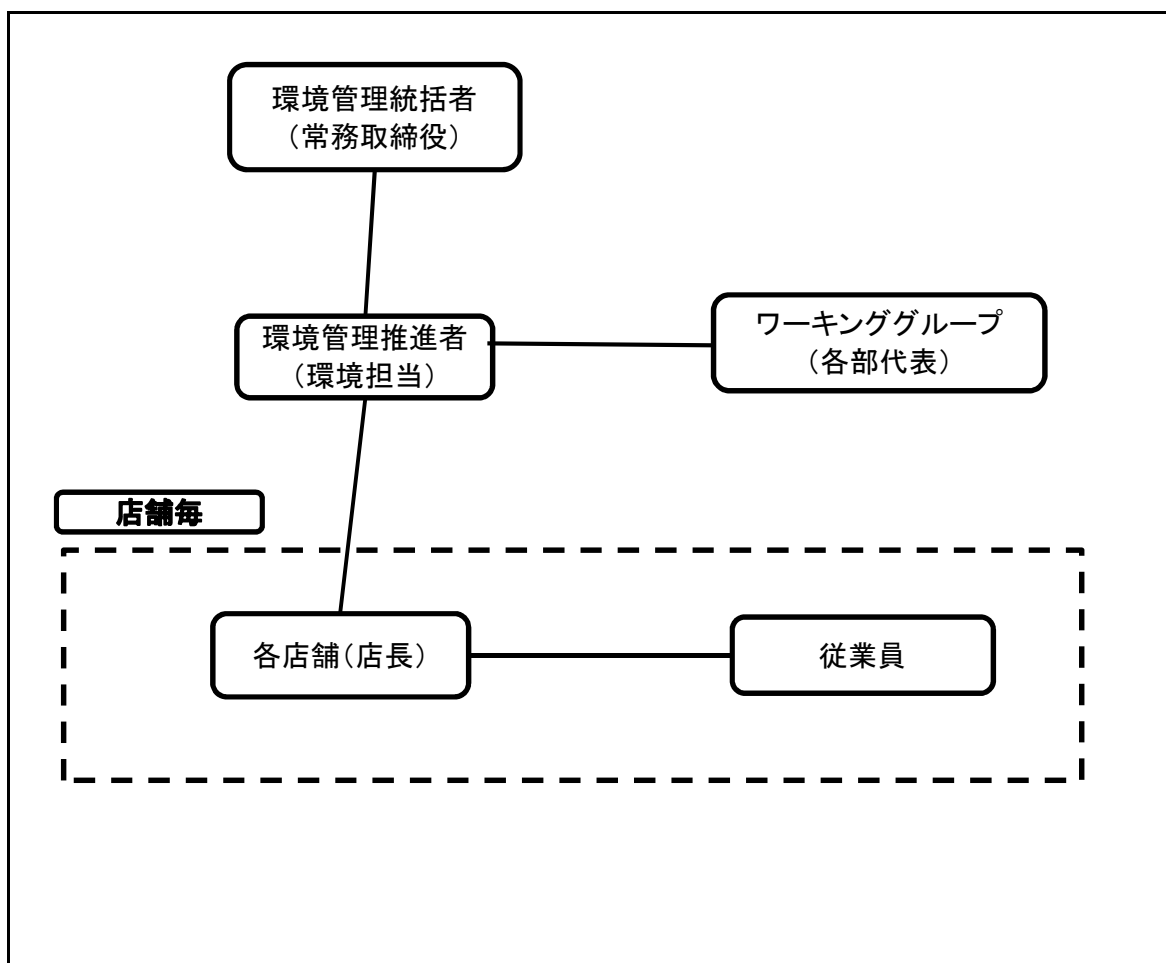 環境管理統括者
（常務取締役）
環境管理推進者
（環境担当）
ワーキンググループ
（各部代表）
店舗毎
各店舗（店長）
従業員